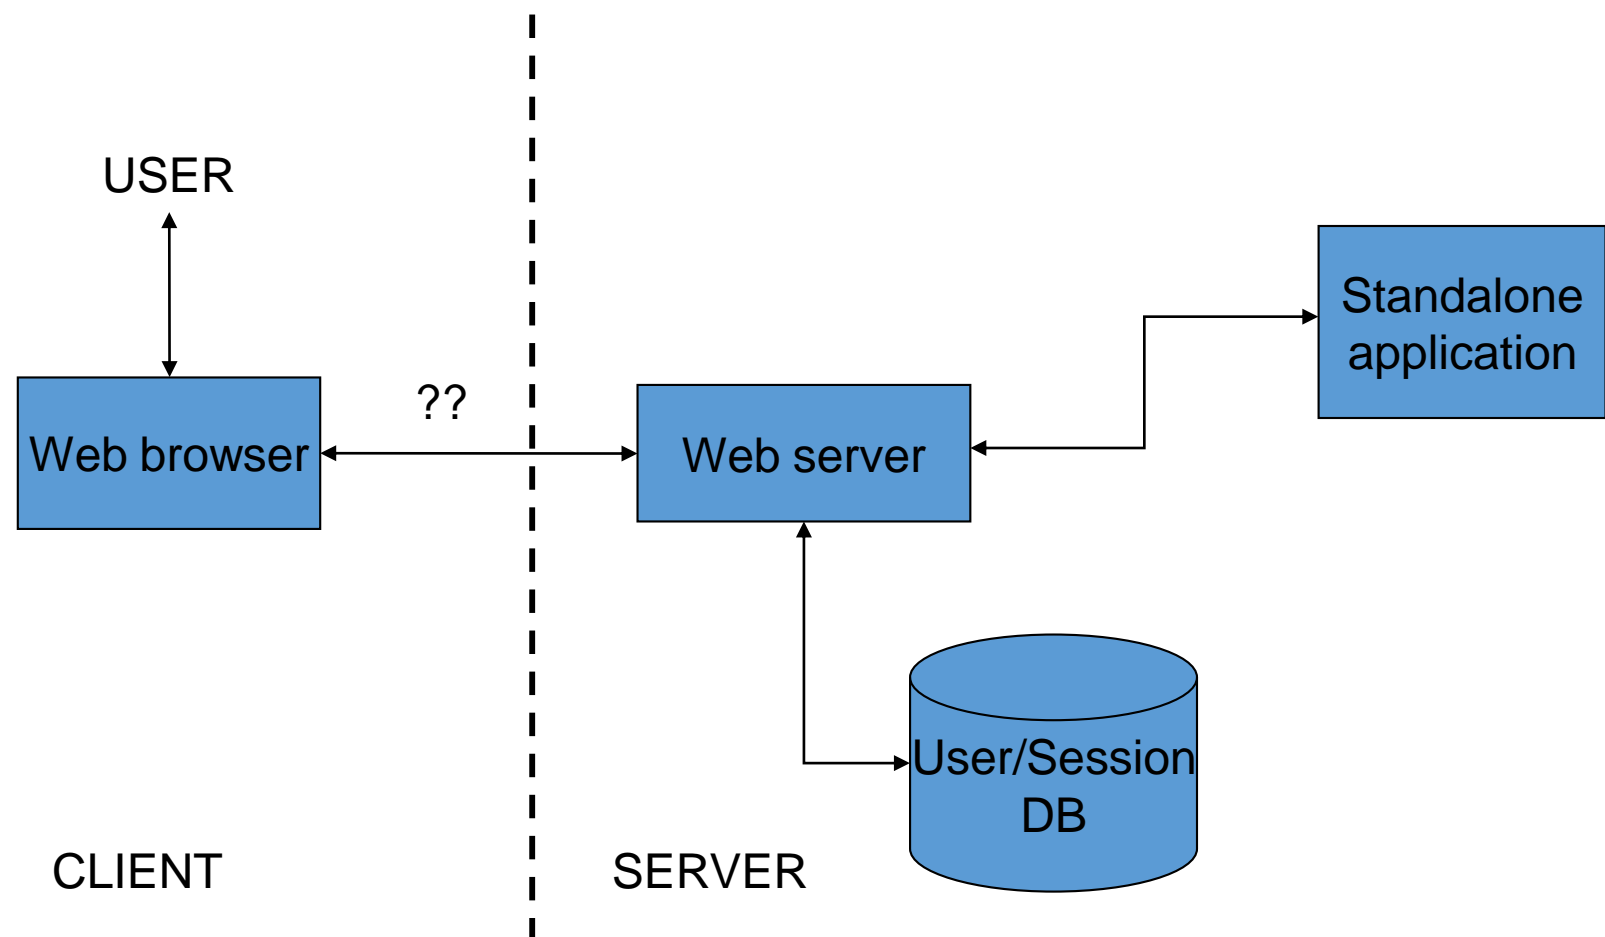 USER
Standalone
application
??
Web browser
Web server
User/Session
DB
CLIENT
SERVER